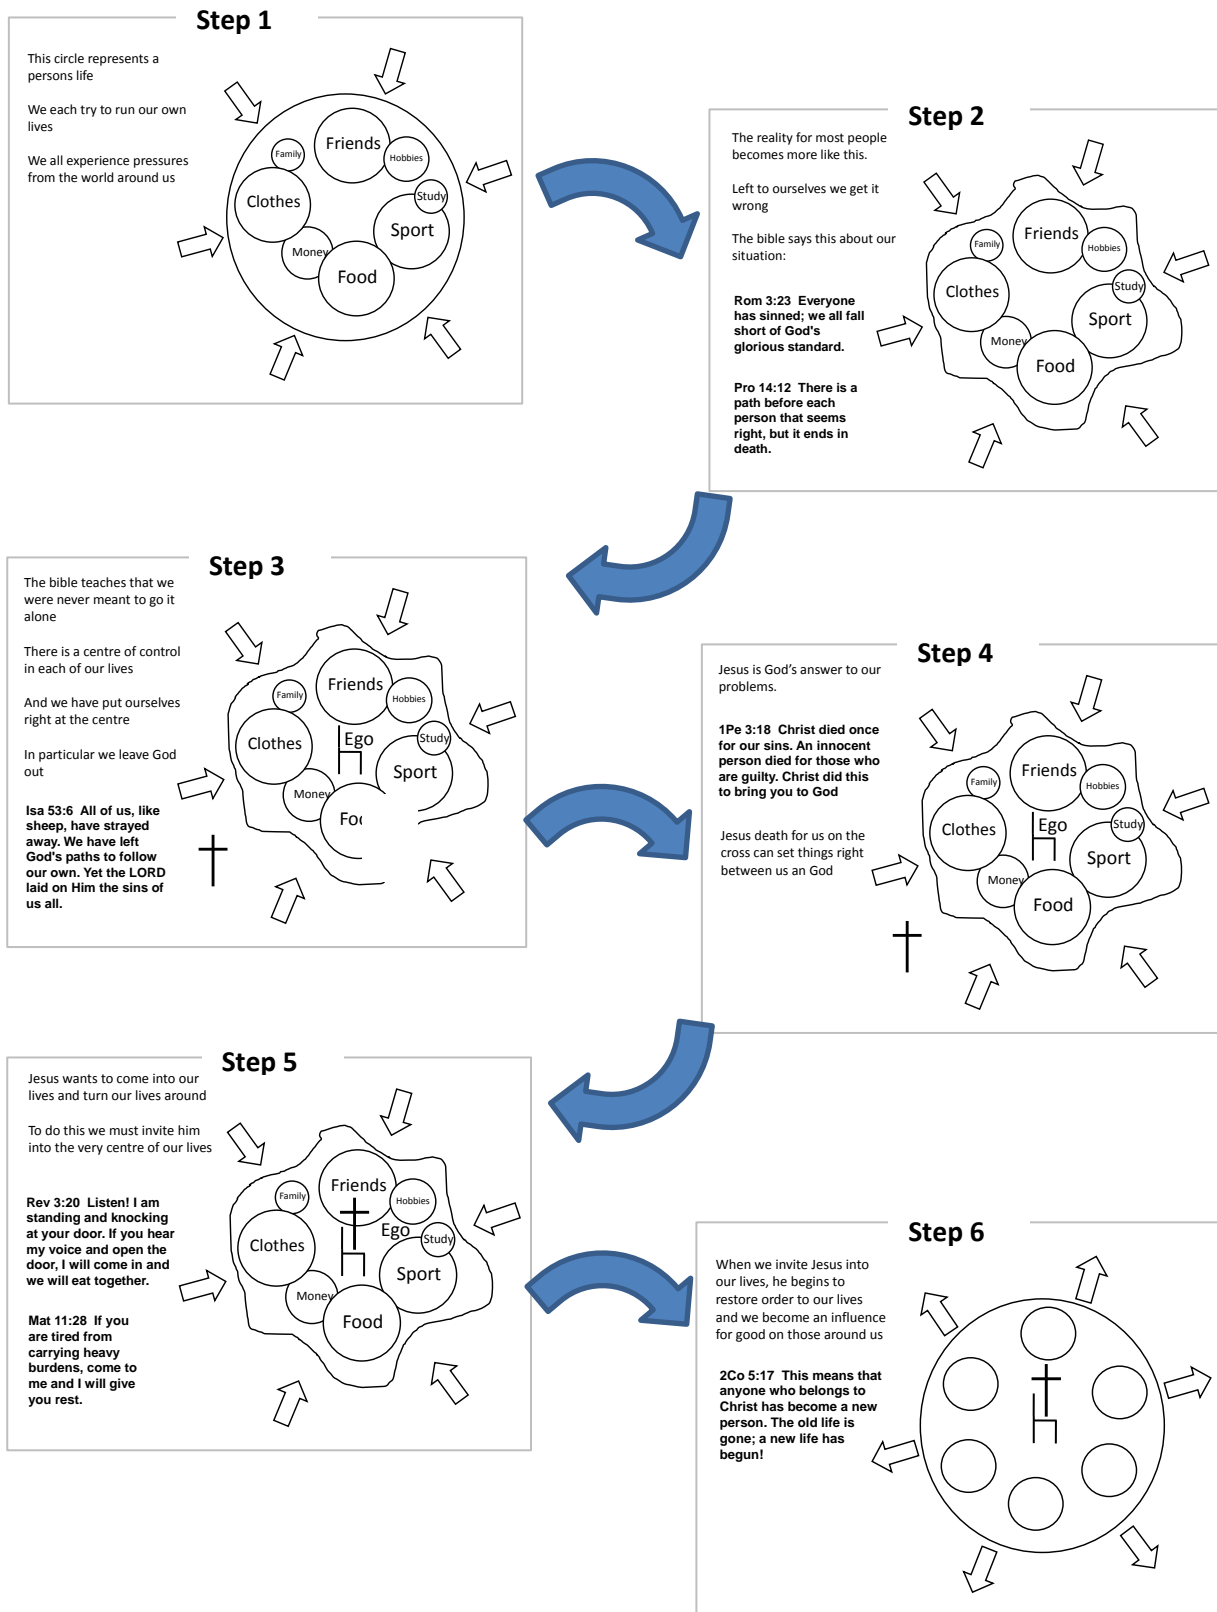 Step 1
This circle represents a
persons life
We each try to run our own
lives
We all experience pressures
from the world around us
Family
Friends
Hobbies
Clothes
Study
Sport
Money
Food
Step 2
The reality for most people
becomes more like this.
Left to ourselves we get it
wrong
The bible says this about our
situation:
Rom 3:23 Everyone
has sinned; we all fall
short of God's
glorious standard.
Pro 14:12 There is a
path before each
person that seems
right, but it ends in
death.
Family
Friends
Hobbies
Clothes
Study
Sport
Money
Food
Step 3
The bible teaches that we
were never meant to go it
alone
There is a centre of control
in each of our lives
And we have put ourselves
right at the centre
In particular we leave God
out
Isa 53:6 All of us, like
sheep, have strayed
away. We have left
God's paths to follow
our own. Yet the LORD
laid on Him the sins of
us all.
Family
Friends
Hobbies
Clothes
Ego
Study
Sport
Money
Foo
Step 4
Jesus is God’s answer to our
problems.
1Pe 3:18 Christ died once
for our sins. An innocent
person died for those who
are guilty. Christ did this
to bring you to God
Jesus death for us on the
cross can set things right
between us an God
Family
Friends
Hobbies
Clothes
Ego
Study
Sport
Money
Food
Step 5
Jesus wants to come into our
lives and turn our lives around
To do this we must invite him
into the very centre of our lives
Rev 3:20 Listen! I am
standing and knocking
at your door. If you hear
my voice and open the
door, I will come in and
we will eat together.
Mat 11:28 If you
are tired from
carrying heavy
burdens, come to
me and I will give
you rest.
Family
Friends
Hobbies
Clothes
Ego
Study
Sport
Money
Food
Step 6
When we invite Jesus into
our lives, he begins to
restore order to our lives
and we become an influence
for good on those around us
2Co 5:17 This means that
anyone who belongs to
Christ has become a new
person. The old life is
gone; a new life has
begun!